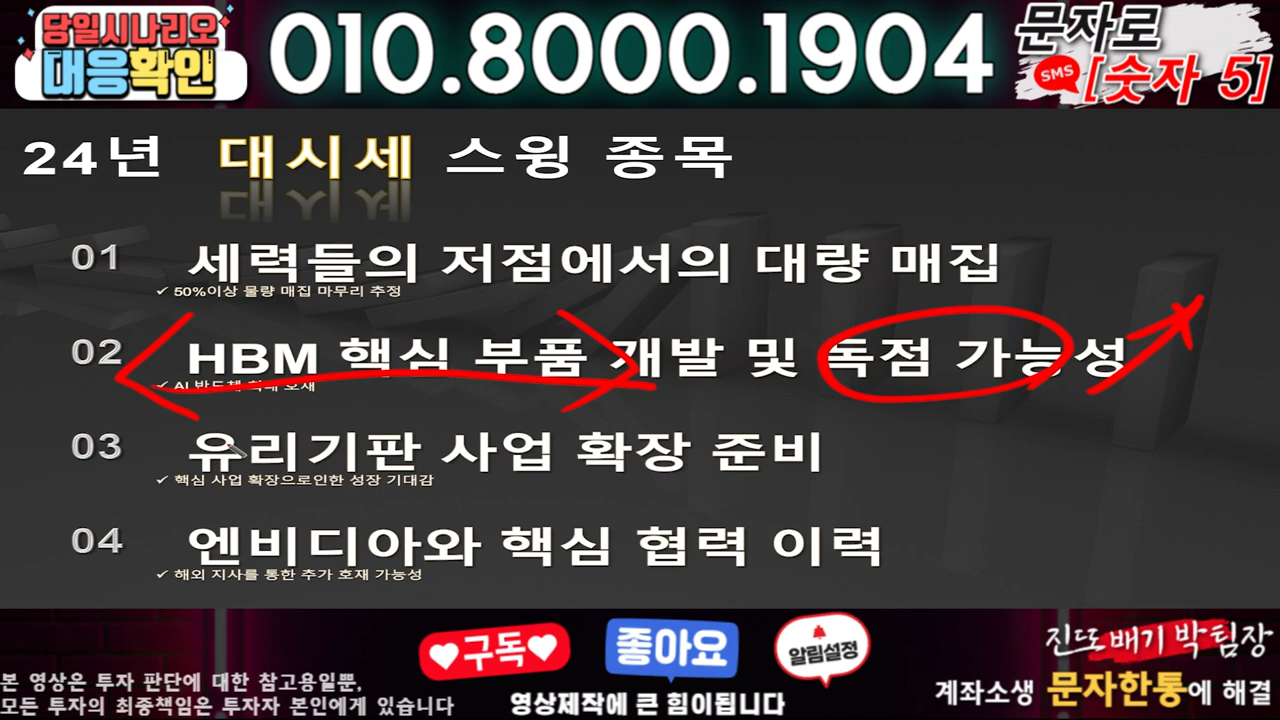 당일시나리오
대응확인
010.8000.1904
문자로
SMS [숫자 5]
24년 대시세 스윙 종목
01 세력들의 저점에서의 대량 매집
✓ 50%이상 물량 매집 마무리 추정
02 HBM 핵심 부품 개발 및 독점 가능성
✓ AI 반도체 확대 호재
03 유리기판 사업 확장 준비
✓ 핵심 사업 확장으로인한 성장 기대감
04 엔비디아와 핵심 협력 이력
✓ 해외 지사를 통한 추가 호재 가능성
구독
좋아요
알림설정
영상제작에 큰 힘이됩니다
본 영상은 투자 판단에 대한 참고용일뿐,
모든 투자의 최종책임은 투자자 본인에게 있습니다
진또배기 박팀장
계좌소생 문자한통에 해결